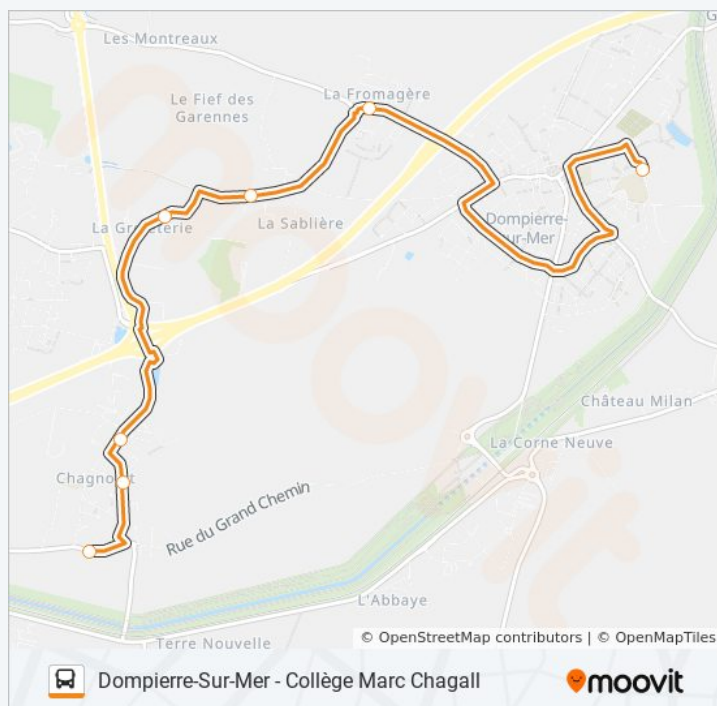 Les Montreaux
La Fromagère
Le Fief des
Garennes
La Sablière
Dompierre-
sur-Mer
Château Milan
La Corne Neuve
Rue du Grand Chemin
L'Abbaye
Terre Nouvelle
© OpenStreetMap contributors | © OpenMapTiles
Dompierre-Sur-Mer - Collège Marc Chagall
moovit